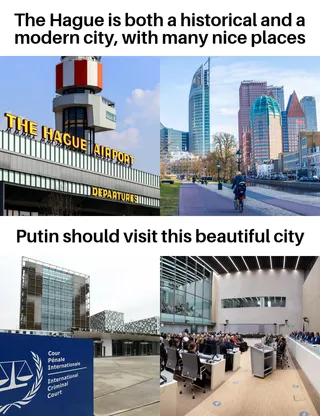 The Hague is both a historical and a
modern city, with many nice places
THE HAGUE AIRPORT
DEPARTURES
Putin should visit this beautiful city
Cour
Pénale
Internationale
International
Criminal
Court